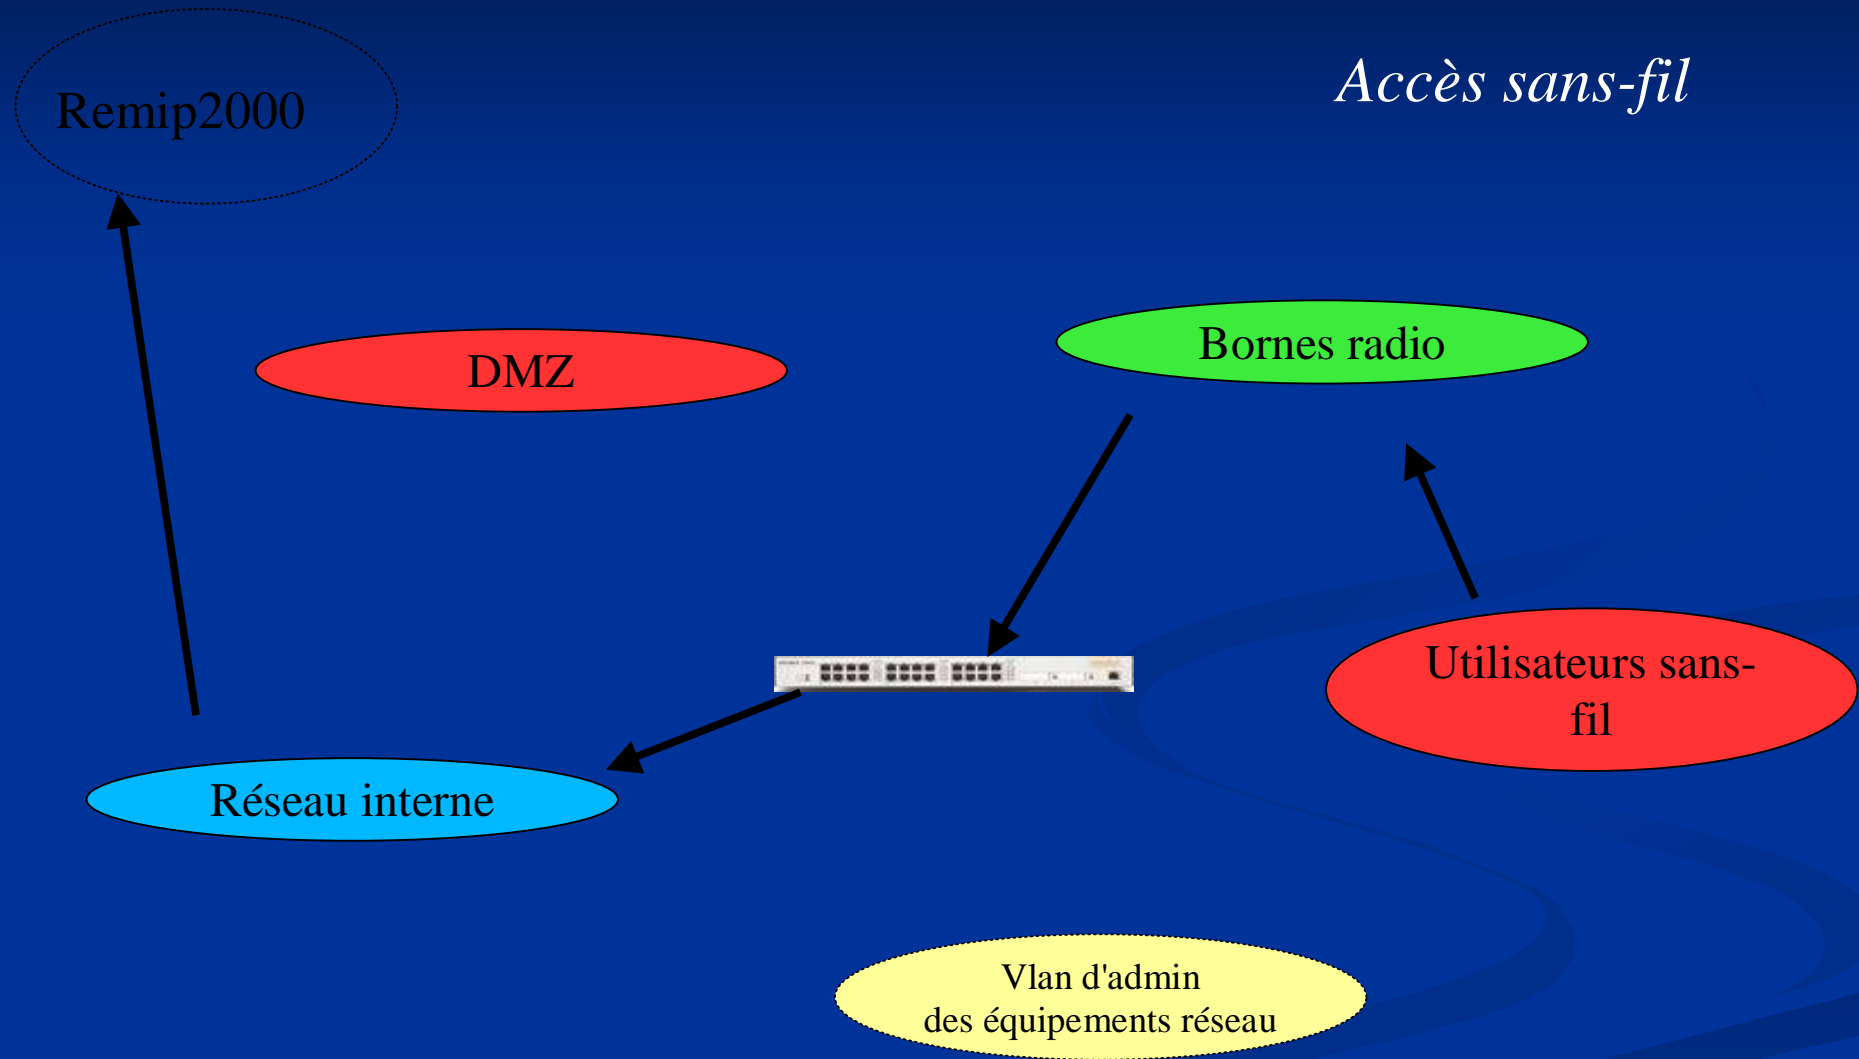 Accès sans-fil
Remip2000
DMZ
Bornes radio
Utilisateurs sans-
fil
Réseau interne
Vlan d'admin
des équipements réseau